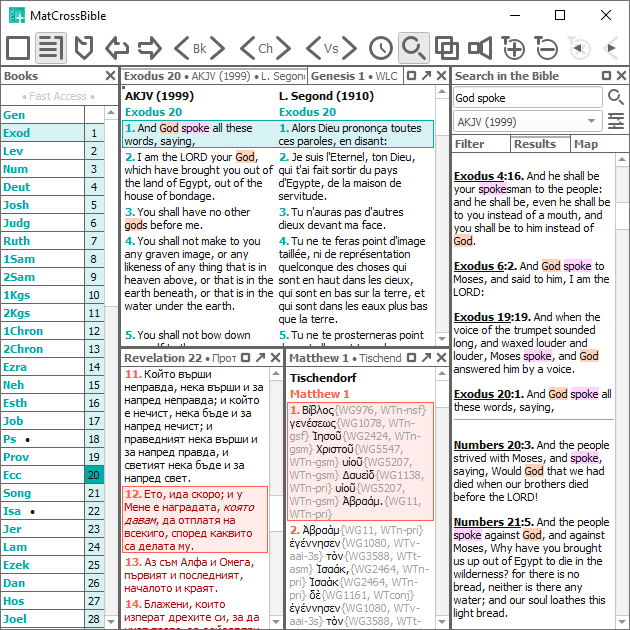 MatCrossBible
Bk
Ch
Vs
Books
• Fast Access •
Gen
Exod 1
Lev 2
Num 3
Deut 4
Josh 5
Judg 6
Ruth 7
1Sam 8
2Sam 9
1Kgs 10
2Kgs 11
1Chron 12
2Chron 13
Ezra 14
Neh 15
Esth 16
Job 17
Ps • 18
Prov 19
Ecc 20
Song 21
Isa • 22
Jer 23
Lam 24
Ezek 25
Dan 26
Hos 27
Joel 28
Exodus 20 • AKJV (1999) • L. Segond
Genesis 1 • WLC
AKJV (1999)
Exodus 20
1. And God spoke all these
words, saying,
2. I am the LORD your God,
which have brought you out of
the land of Egypt, out of the
house of bondage.
3. You shall have no other
gods before me.
4. You shall not make to you
any graven image, or any
likeness of any thing that is in
heaven above, or that is in the
earth beneath, or that is in the
water under the earth.
5. You shall not bow down
L. Segond (1910)
Exodus 20
1. Alors Dieu prononça toutes
ces paroles, en disant:
2. Je suis l'Eternel, ton Dieu,
qui t'ai fait sortir du pays
d'Egypte, de la maison de
servitude.
3. Tu n'auras pas d'autres
dieux devant ma face.
4. Tu ne te feras point d'image
taillée, ni de représentation
quelconque des choses qui
sont en haut dans les cieux,
qui sont en bas sur la terre, et
qui sont dans les eaux plus bas
que la terre.
5. Tu ne te prosterneras point
Revelation 22 • Прот
11. Който върши
неправда, нека върши и за
напред неправда; и който
е нечист, нека бъде и за
напред нечист; и
праведният нека върши и
за напред правда, и
светият нека бъде и за
напред свет.
12. Ето, ида скоро; и у
Мене е наградата, която
давам, да отплатя на
всекиго, според каквито
са делата му.
13. Аз съм Алфа и Омега,
първият и последният,
началото и краят.
14. Блажени, които
изперат дрехите си, за да
Matthew 1 • Tischend
Tischendorf
Matthew 1
1. Βίβλος{WG976, WTn-nsf}
γενέσεως{WG1078, WTn-
gsf} Ἰησοῦ{WG2424, WTn-
gsm} Χριστοῦ{WG5547,
WTn-gsm} υἱοῦ{WG5207,
WTn-gsm} Δαυεὶδ{WG1138,
WTn-pri} υἱοῦ{WG5207,
WTn-gsm} Ἀβραάμ.{WG11,
WTn-pri}
2. Ἀβραὰμ{WG11, WTn-pri}
ἐγέννησεν{WG1080, WTv-
aai-3s} τὸν{WG3588, WTt-
asm} Ἰσαάκ,{WG2464, WTn-
pri} Ἰσαὰκ{WG2464, WTn-
pri} δὲ{WG1161, WTconj}
ἐγέννησεν{WG1080, WTv-
aai-3s} τὸν{WG3588, WTt-
Search in the Bible
God spoke
AKJV (1999)
Filter
Results
Map
Exodus 4:16. And he shall be
your spokesman to the people:
and he shall be, even he shall be
to you instead of a mouth, and
you shall be to him instead of
God.
Exodus 6:2. And God spoke to
Moses, and said to him, I am the
LORD:
Exodus 19:19. And when the
voice of the trumpet sounded
long, and waxed louder and
louder, Moses spoke, and God
answered him by a voice.
Exodus 20:1. And God spoke all
these words, saying,
Numbers 20:3. And the people
strived with Moses, and spoke,
saying, Would God that we had
died when our brothers died
before the LORD!
Numbers 21:5. And the people
spoke against God, and against
Moses, Why have you brought
us up out of Egypt to die in the
wilderness? for there is no
bread, neither is there any
water; and our soul loathes this
light bread.